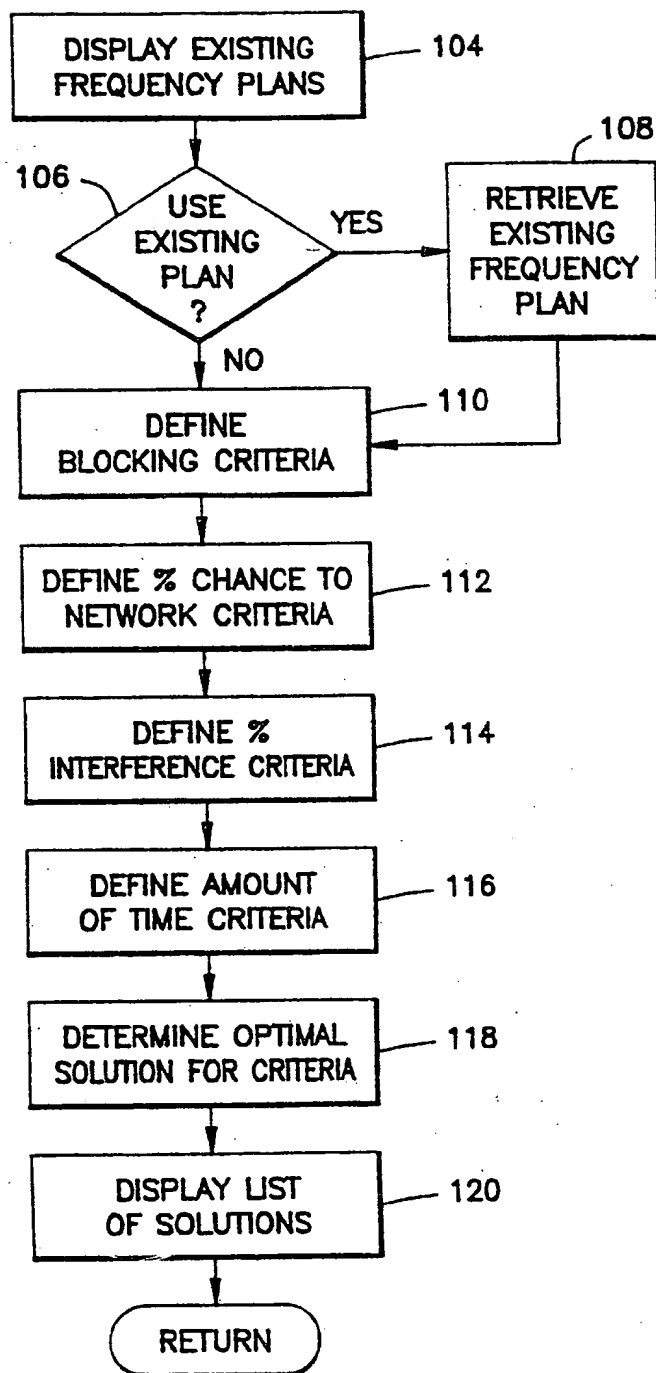 DISPLAY EXISTING
FREQUENCY PLANS
104
106
USE
EXISTING
PLAN
?
YES
108
RETRIEVE
EXISTING
FREQUENCY
PLAN
NO
110
DEFINE
BLOCKING CRITERIA
DEFINE % CHANCE TO
NETWORK CRITERIA
112
DEFINE %
INTERFERENCE CRITERIA
114
DEFINE AMOUNT
OF TIME CRITERIA
116
DETERMINE OPTIMAL
SOLUTION FOR CRITERIA
118
DISPLAY LIST
OF SOLUTIONS
120
RETURN